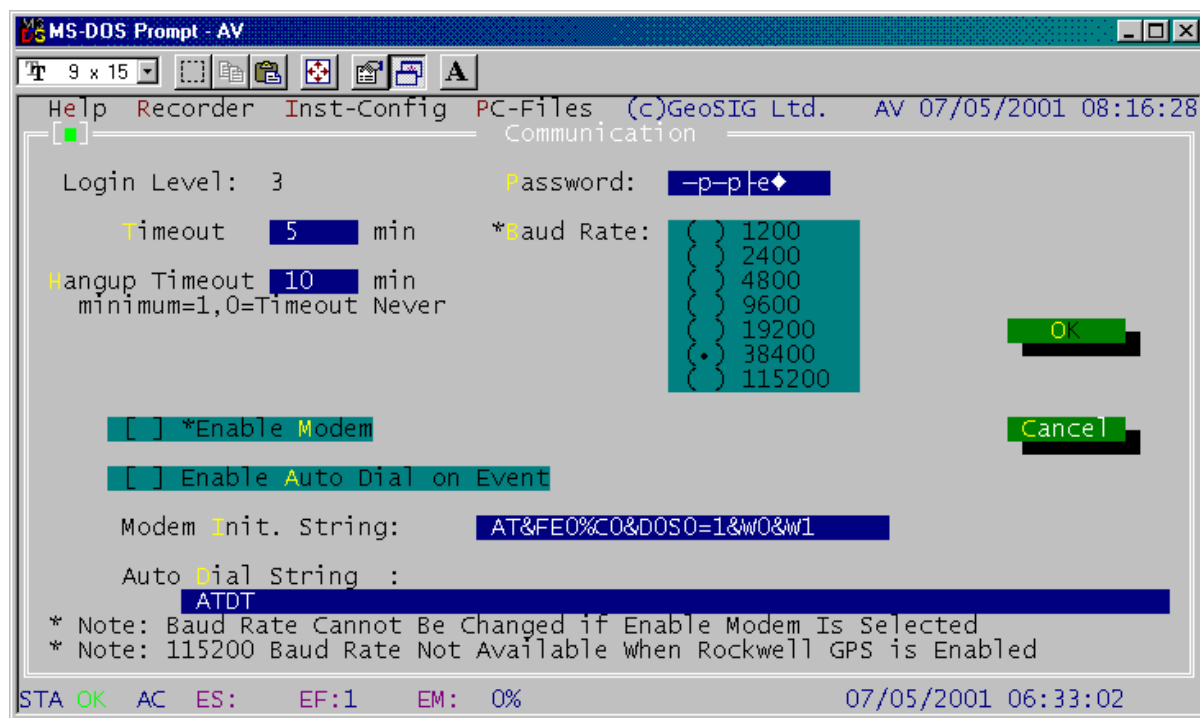 MS-DOS Prompt - AV
Tr 9 x 15 A
Help Recorder Inst-Config PC-Files (c)GeoSIG Ltd. AV 07/05/2001 08:16:28
[■] Communication
Login Level: 3 Password: —p—p├e♦
Timeout 5 min *Baud Rate: ( ) 1200
( ) 2400
Hangup Timeout 10 min ( ) 4800
minimum=1,0=Timeout Never ( ) 9600
( ) 19200 OK
(•) 38400
( ) 115200
[ ] *Enable Modem Cancel
[ ] Enable Auto Dial on Event
Modem Init. String: AT&FE0%C0&D0S0=1&W0&W1
Auto Dial String :
ATDT
* Note: Baud Rate Cannot Be Changed if Enable Modem Is Selected
* Note: 115200 Baud Rate Not Available When Rockwell GPS is Enabled
STA OK AC ES: EF:1 EM: 0% 07/05/2001 06:33:02